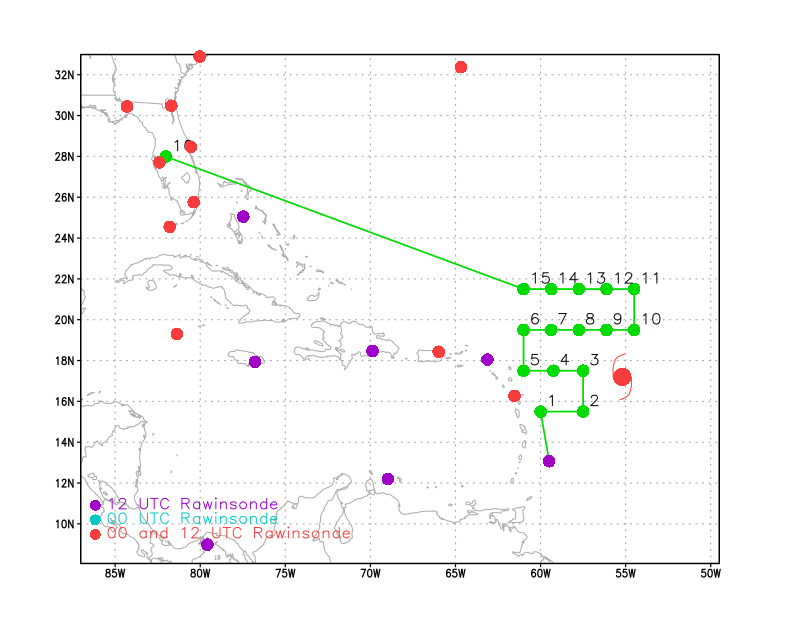 32N
30N
1
28N
26N
24N
22N
15 14 13 12 11
20N
6 7 8 9 10
18N
5 4 3
16N
1 2
14N
12N
12 UTC Rawinsonde
00 UTC Rawinsonde
10N
00 and 12 UTC Rawinsonde
85W 80W 75W 70W 65W 60W 55W 50W